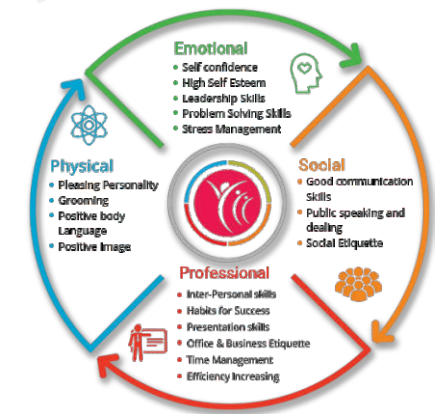 Emotional
• Self confidence
• High Self Esteem
• Leadership Skills
• Problem Solving Skills
• Stress Management
Physical
• Pleasing Personality
• Grooming
• Positive body
Language
• Positive Image
Social
• Good communication
Skills
• Public speaking and
dealing
• Social Etiquette
Professional
• Inter-Personal skills
• Habits for Success
• Presentation skills
• Office & Business Etiquette
• Time Management
• Efficiency Increasing